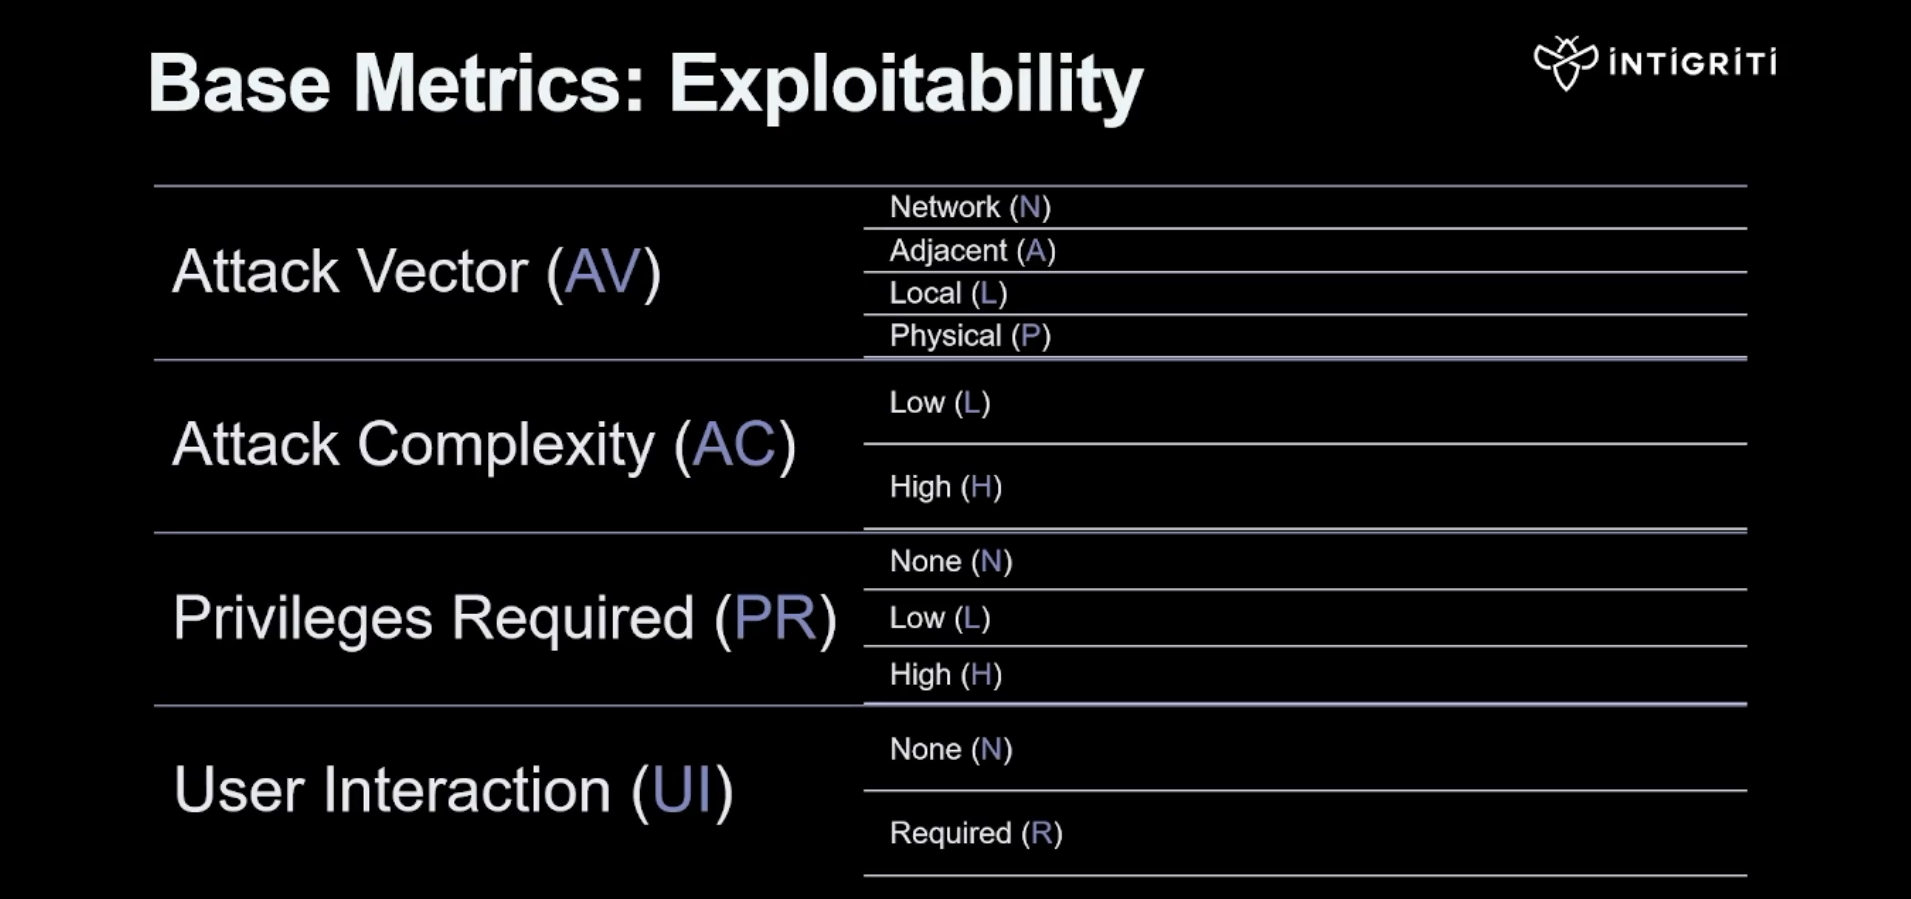 Base Metrics: Exploitability
iNTiGRiTi
Attack Vector (AV)
Network (N)
Adjacent (A)
Local (L)
Physical (P)
Attack Complexity (AC)
Low (L)
High (H)
Privileges Required (PR)
None (N)
Low (L)
High (H)
User Interaction (UI)
None (N)
Required (R)